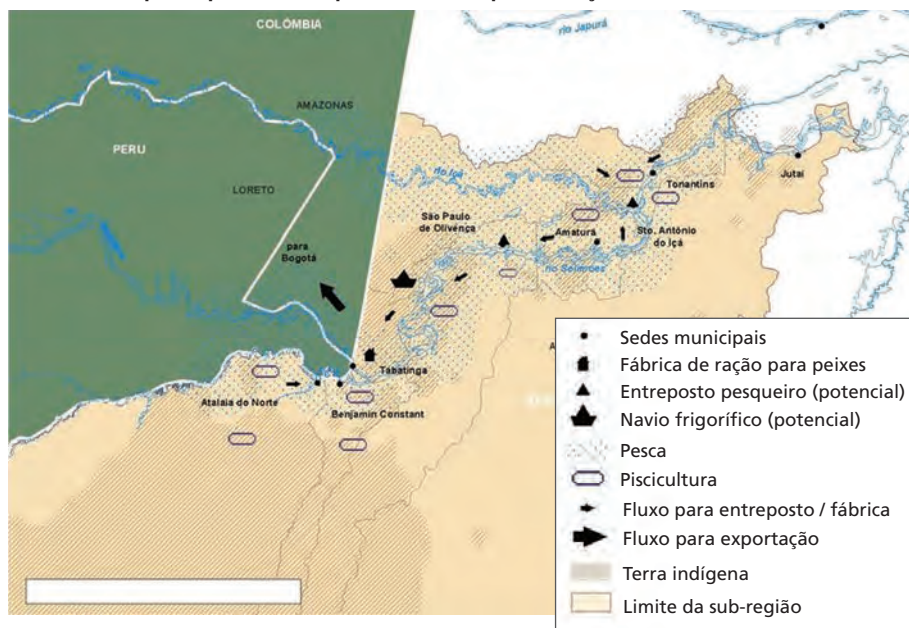 COLÔMBIA
rio Japurá
AMAZONAS
PERU
LORETO
rio Içá
Tonantins
Jutaí
São Paulo
de Olivença
Amaturá
Sto. Antônio
do Içá
rio Solimões
para
Bogotá
Tabatinga
Atalaia do Norte
Benjamin Constant
Sedes municipais
Fábrica de ração para peixes
Entreposto pesqueiro (potencial)
Navio frigorífico (potencial)
Pesca
Piscicultura
Fluxo para entreposto / fábrica
Fluxo para exportação
Terra indígena
Limite da sub-região